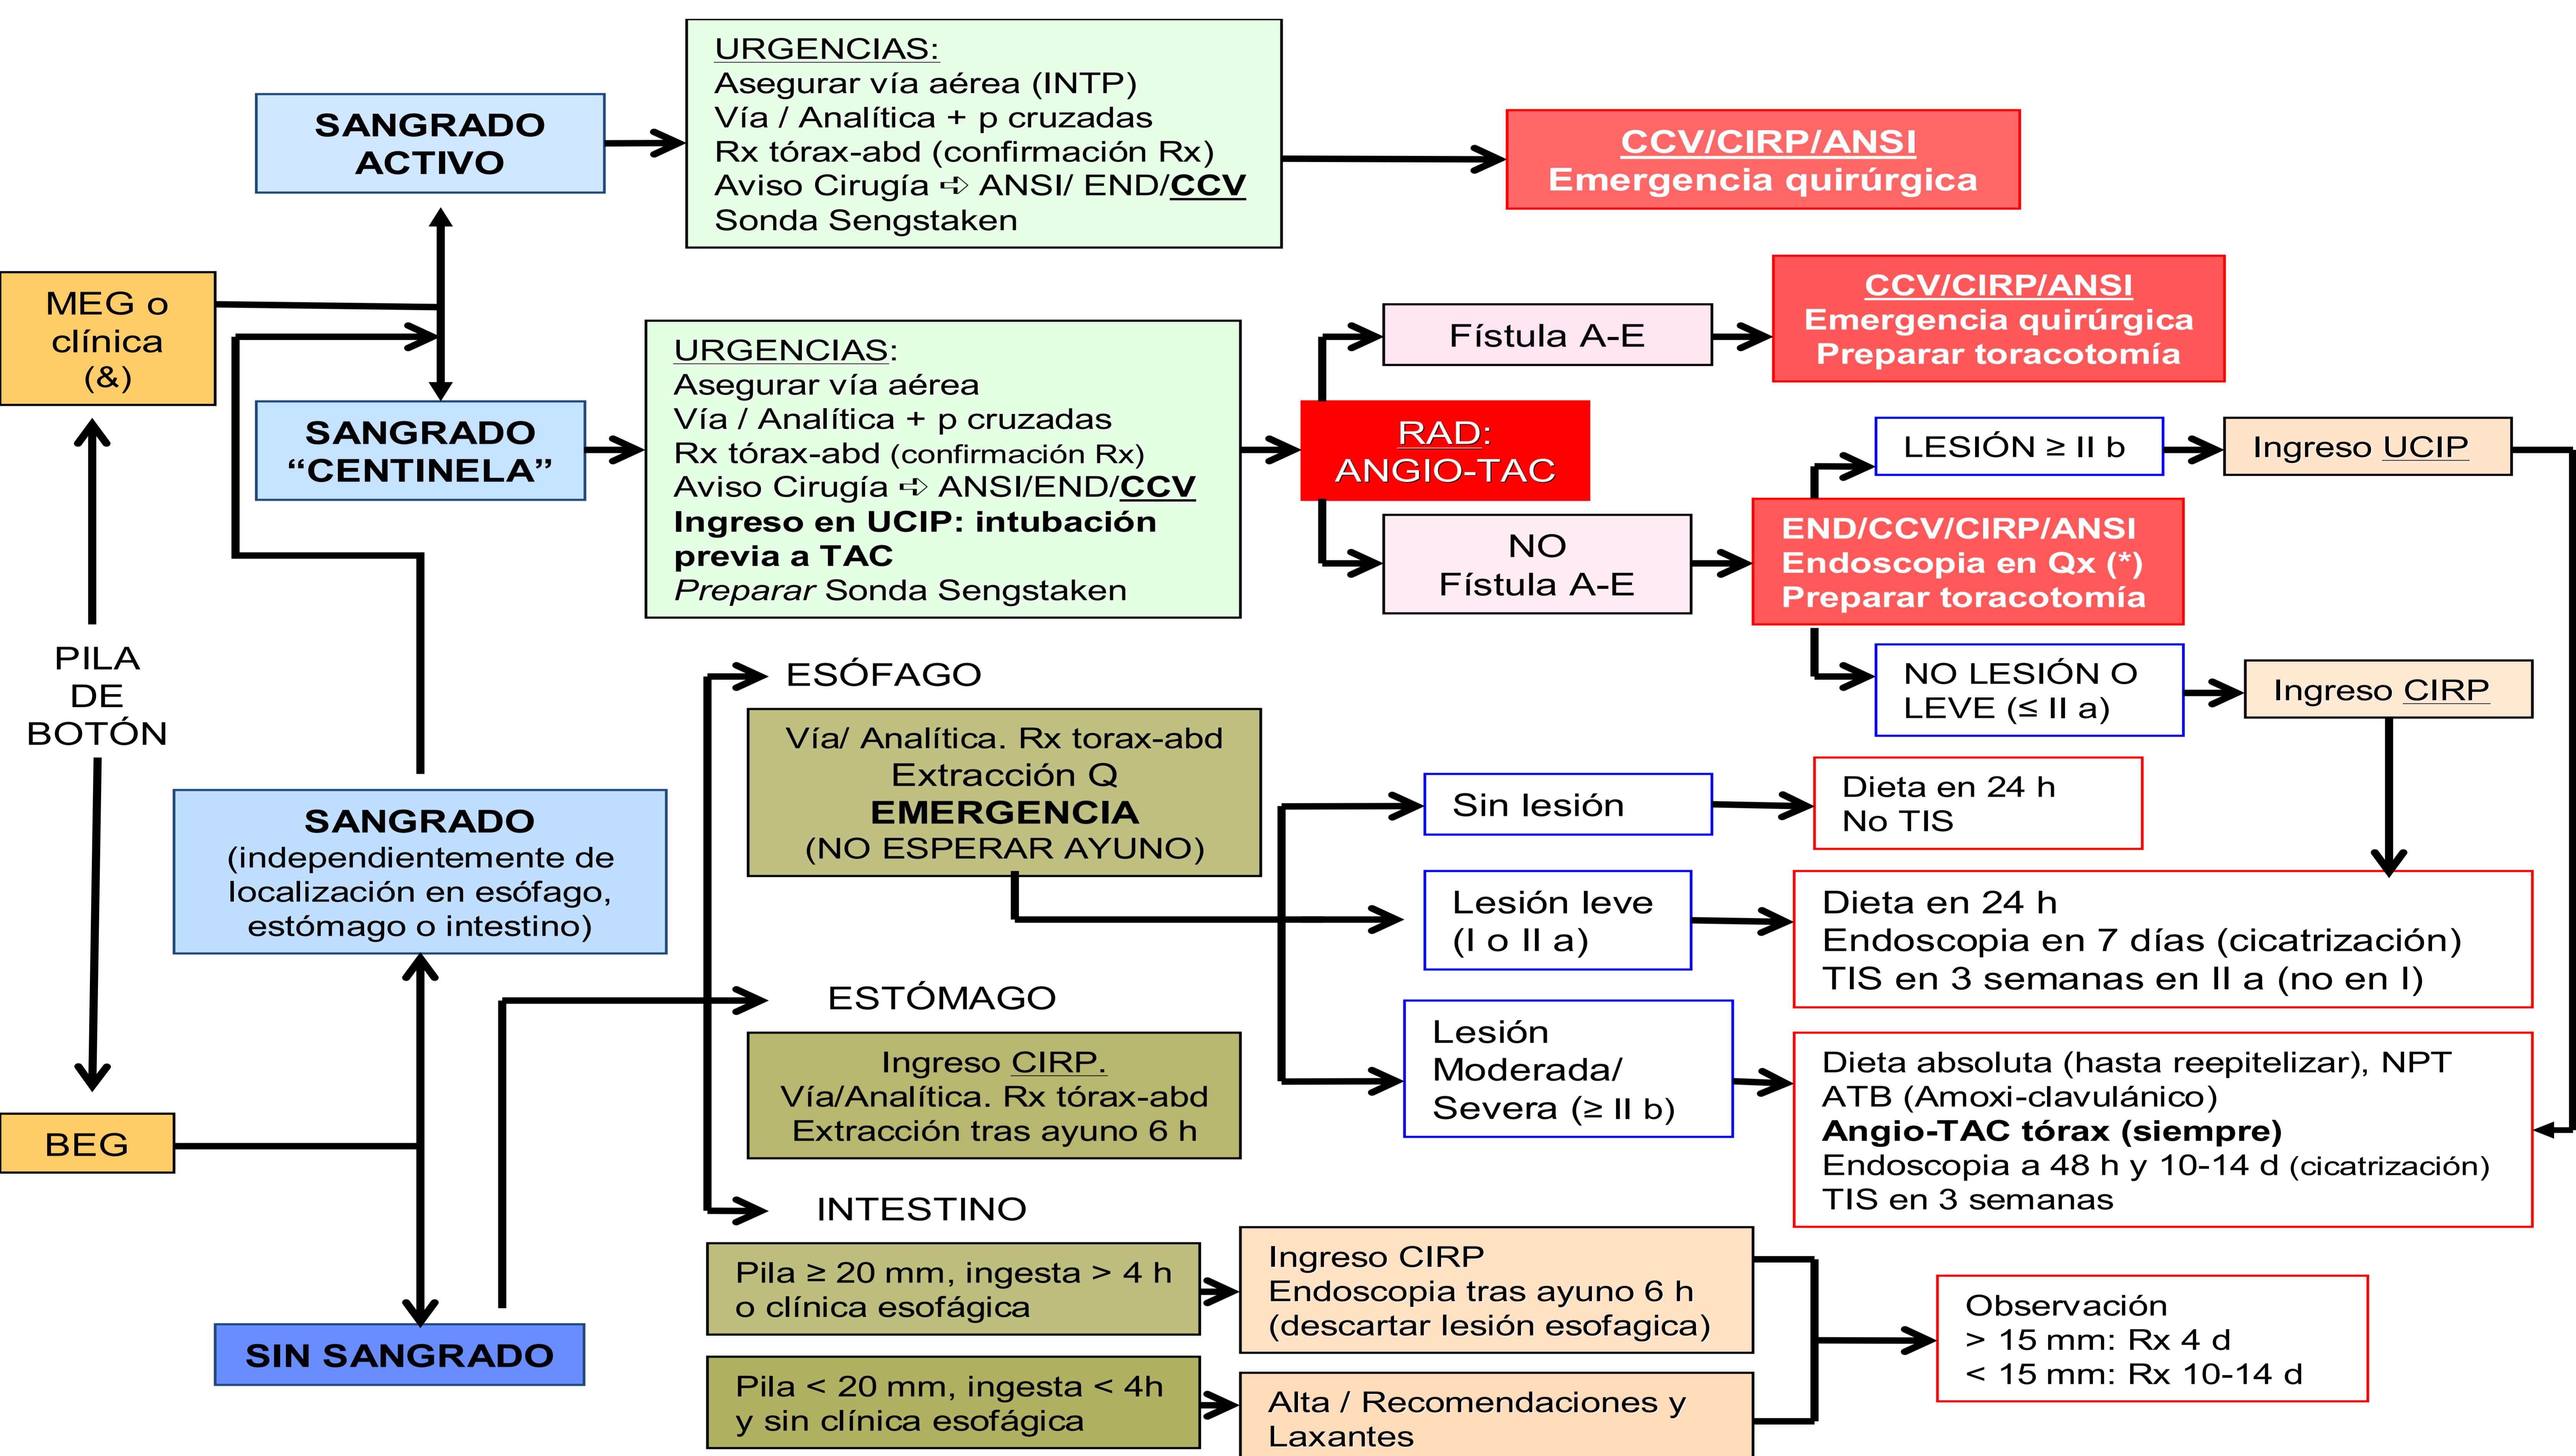 URGENCIAS:
Asegurar vía aérea (INTP)
Vía / Analítica + p cruzadas
Rx tórax-abd (confirmación Rx)
Aviso Cirugía ➪ ANSI/ END/CCV
Sonda Sengstaken
SANGRADO
ACTIVO
CCV/CIRP/ANSI
Emergencia quirúrgica
MEG o
clínica
(&)
SANGRADO
“CENTINELA”
URGENCIAS:
Asegurar vía aérea
Vía / Analítica + p cruzadas
Rx tórax-abd (confirmación Rx)
Aviso Cirugía ➪ ANSI/END/CCV
Ingreso en UCIP: intubación
previa a TAC
Preparar Sonda Sengstaken
Fístula A-E
CCV/CIRP/ANSI
Emergencia quirúrgica
Preparar toracotomía
RAD:
ANGIO-TAC
NO
Fístula A-E
LESIÓN ≥ II b
Ingreso UCIP
END/CCV/CIRP/ANSI
Endoscopia en Qx (*)
Preparar toracotomía
NO LESIÓN O
LEVE (≤ II a)
Ingreso CIRP
PILA
DE
BOTÓN
SANGRADO
(independientemente de
localización en esófago,
estómago o intestino)
BEG
SIN SANGRADO
ESÓFAGO
Vía/ Analítica. Rx torax-abd
Extracción Q
EMERGENCIA
(NO ESPERAR AYUNO)
Sin lesión
Dieta en 24 h
No TIS
Lesión leve
(I o II a)
Dieta en 24 h
Endoscopia en 7 días (cicatrización)
TIS en 3 semanas en II a (no en I)
Lesión
Moderada/
Severa (≥ II b)
Dieta absoluta (hasta reepitelizar), NPT
ATB (Amoxi-clavulánico)
Angio-TAC tórax (siempre)
Endoscopia a 48 h y 10-14 d (cicatrización)
TIS en 3 semanas
ESTÓMAGO
Ingreso CIRP.
Vía/Analítica. Rx tórax-abd
Extracción tras ayuno 6 h
INTESTINO
Pila ≥ 20 mm, ingesta > 4 h
o clínica esofágica
Ingreso CIRP
Endoscopia tras ayuno 6 h
(descartar lesión esofagica)
Pila < 20 mm, ingesta < 4h
y sin clínica esofágica
Alta / Recomendaciones y
Laxantes
Observación
> 15 mm: Rx 4 d
< 15 mm: Rx 10-14 d